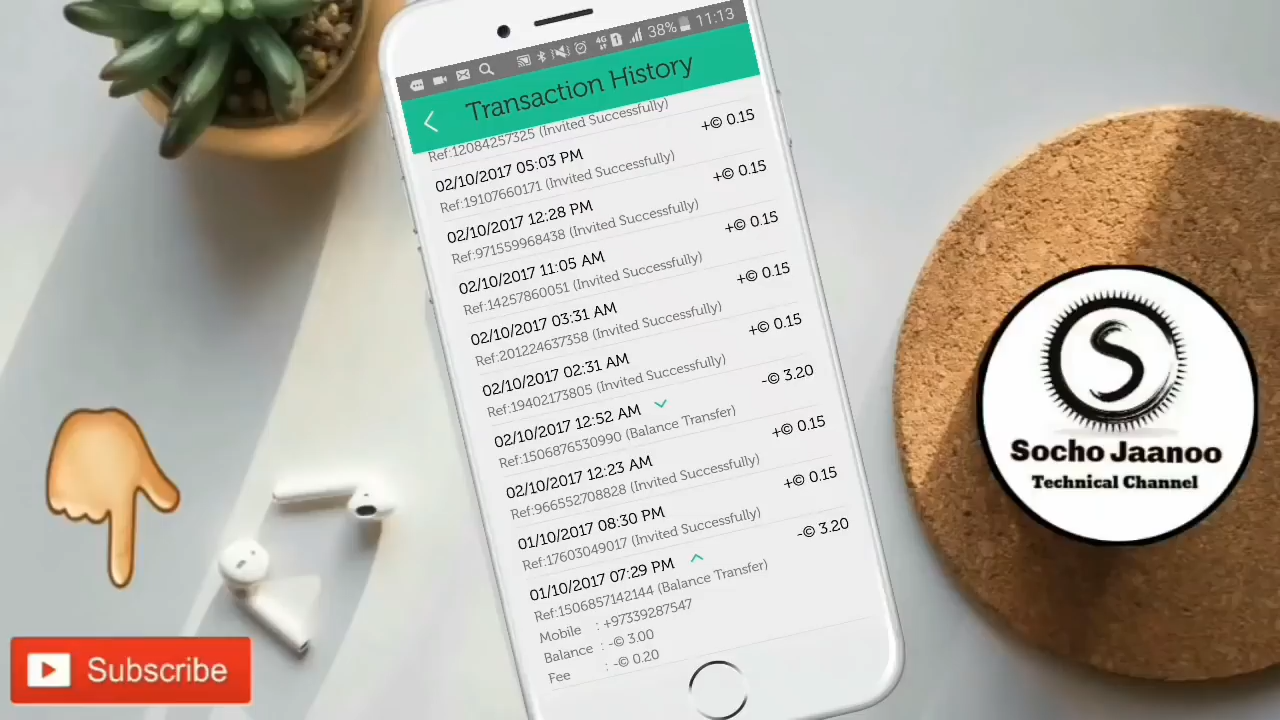 38% 11:13
Transaction History
Ref:12084257325 (Invited Successfully)
02/10/2017 05:03 PM +© 0.15
Ref:19107660171 (Invited Successfully)
02/10/2017 12:28 PM +© 0.15
Ref:971559968438 (Invited Successfully)
02/10/2017 11:05 AM +© 0.15
Ref:14257860051 (Invited Successfully)
02/10/2017 03:31 AM +© 0.15
Ref:201224637358 (Invited Successfully)
02/10/2017 02:31 AM +© 0.15
Ref:19402173805 (Invited Successfully)
02/10/2017 12:52 AM -© 3.20
Ref:1506876530990 (Balance Transfer)
02/10/2017 12:23 AM +© 0.15
Ref:966552708828 (Invited Successfully)
01/10/2017 08:30 PM +© 0.15
Ref:17603049017 (Invited Successfully)
01/10/2017 07:29 PM -© 3.20
Ref:1506857142144 (Balance Transfer)
Mobile : +97339287547
Balance : -© 3.00
Fee : -© 0.20
S
Socho Jaanoo
Technical Channel
Subscribe